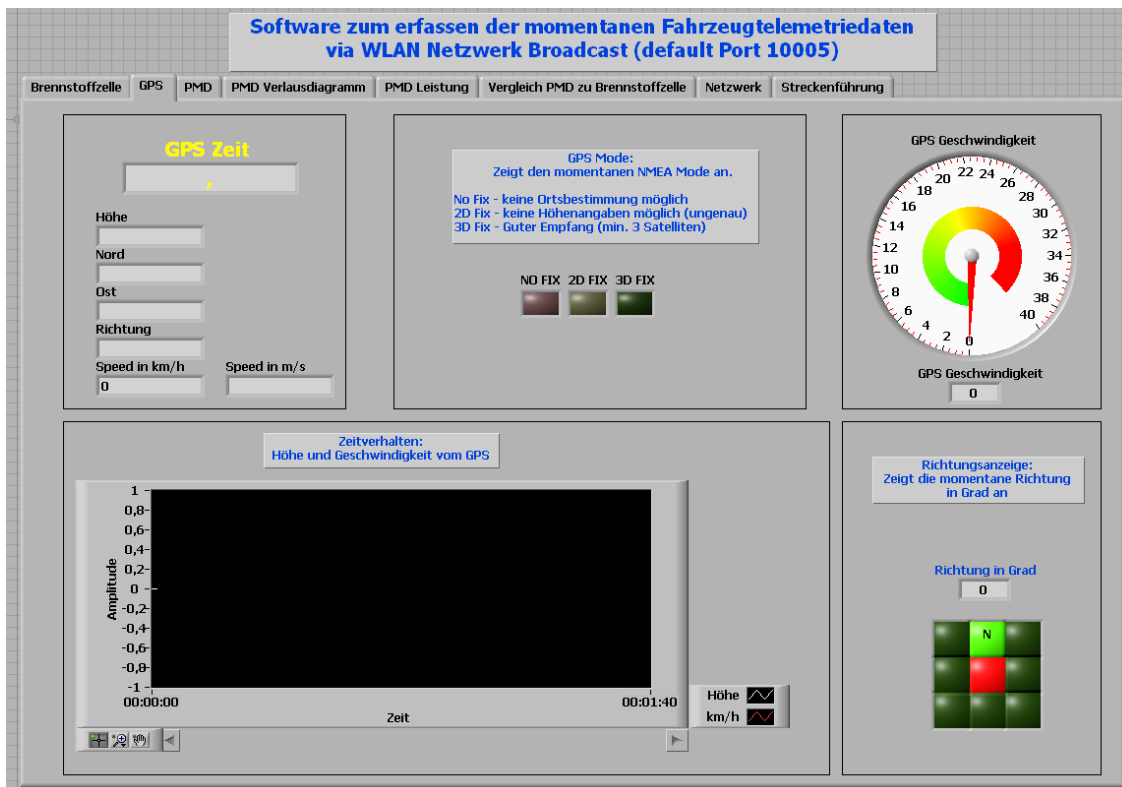 Software zum erfassen der momentanen Fahrzeugtelemetriedaten
via WLAN Netzwerk Broadcast (default Port 10005)
Brennstoffzelle GPS PMD PMD Verlausdiagramm PMD Leistung Vergleich PMD zu Brennstoffzelle Netzwerk Streckenführung
GPS Zeit
,
Höhe
Nord
Ost
Richtung
Speed in km/h Speed in m/s
0
GPS Mode:
Zeigt den momentanen NMEA Mode an.
No Fix - keine Ortsbestimmung möglich
2D Fix - keine Höhenangaben möglich (ungenau)
3D Fix - Guter Empfang (min. 3 Satelliten)
NO FIX 2D FIX 3D FIX
GPS Geschwindigkeit
0 2 4 6 8 10 12 14 16 18 20 22 24 26 28 30 32 34 36 38 40
GPS Geschwindigkeit
0
Zeitverhalten:
Höhe und Geschwindigkeit vom GPS
Amplitude
1
0,8
0,6
0,4
0,2
0
-0,2
-0,4
-0,6
-0,8
-1
00:00:00 00:01:40
Zeit
Höhe
km/h
Richtungsanzeige:
Zeigt die momentane Richtung
in Grad an
Richtung in Grad
0
N